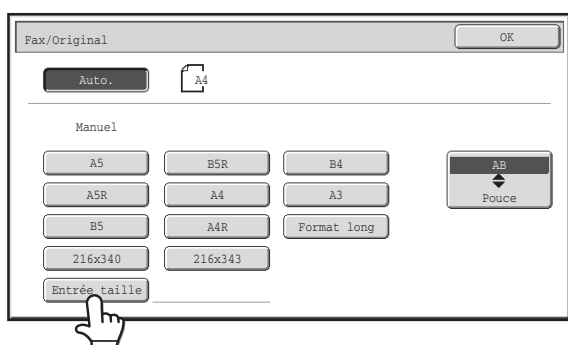 Fax/Original OK
Auto. A4
Manuel
A5 B5R B4 AB
A5R A4 A3 Pouce
B5 A4R Format long
216x340 216x343
Entrée taille